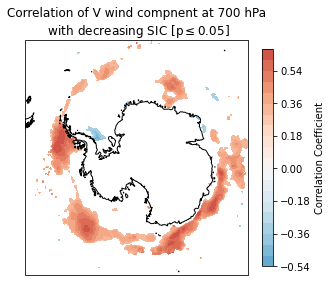 Correlation of V wind compnent at 700 hPa
with decreasing SIC [p ≤ 0.05]
0.54
0.36
0.18
0.00
−0.18
−0.36
−0.54
Correlation Coefficient